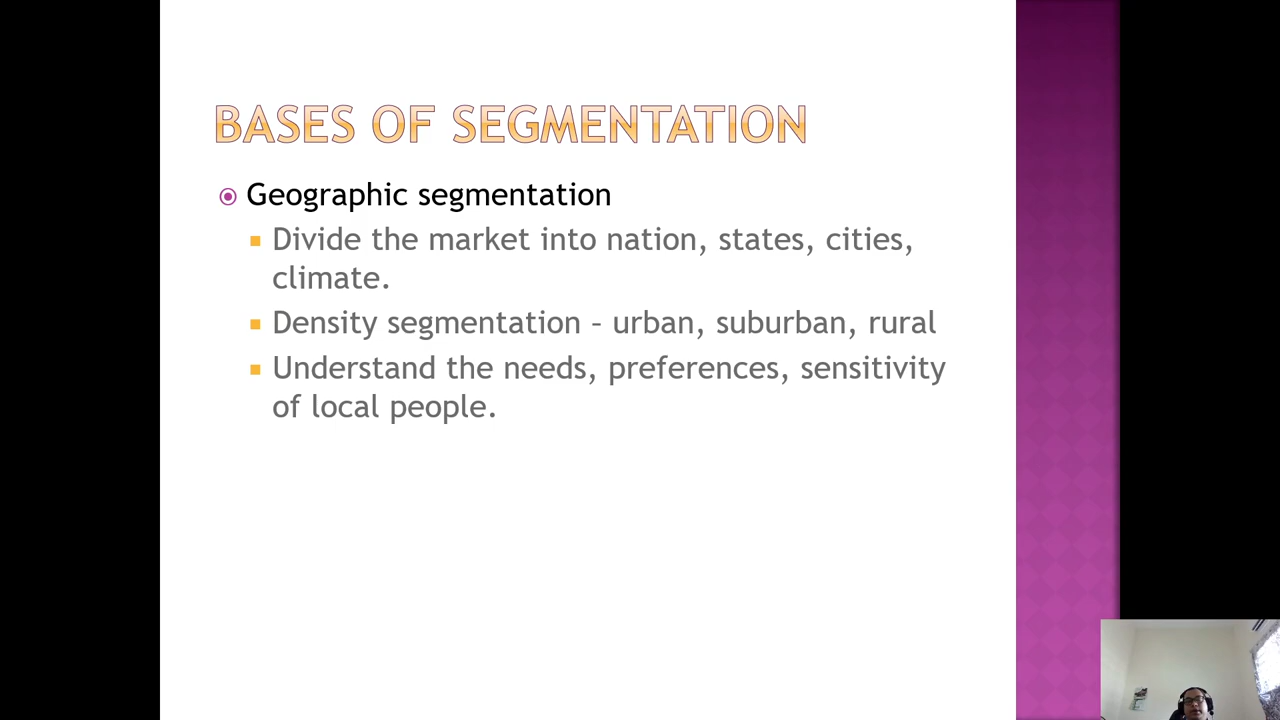 BASES OF SEGMENTATION
Geographic segmentation
Divide the market into nation, states, cities,
climate.
Density segmentation – urban, suburban, rural
Understand the needs, preferences, sensitivity
of local people.